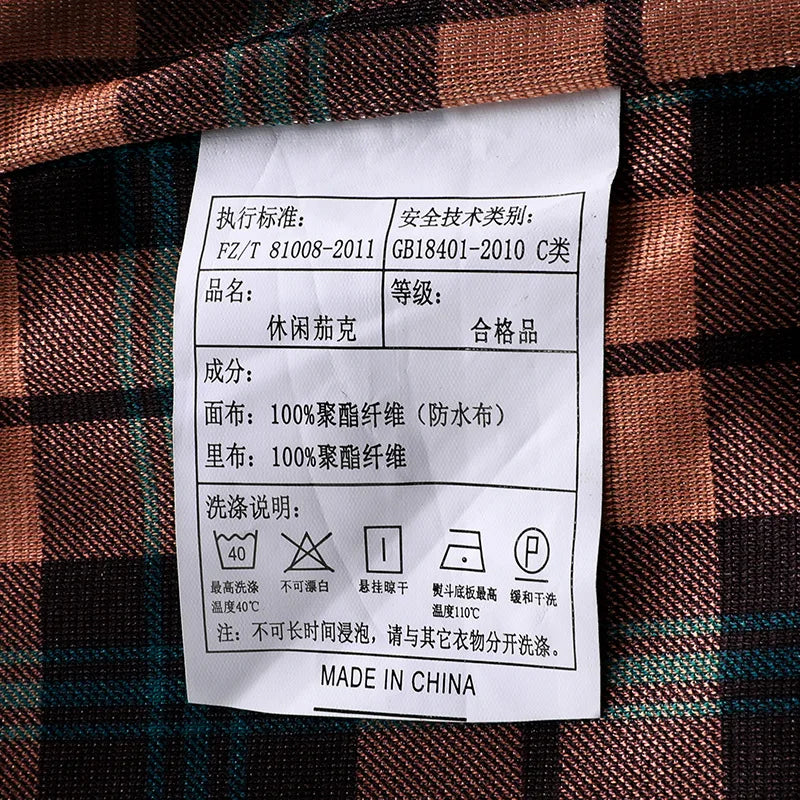 执行标准: 安全技术类别:
FZ/T 81008-2011 GB18401-2010 C类
品名: 等级:
休闲茄克 合格品
成分:
面布: 100%聚酯纤维 (防水布)
里布: 100%聚酯纤维
洗涤说明:
40 P
最高洗涤 不可漂白 悬挂晾干 熨斗底板最高 缓和干洗
温度40℃ 温度110℃
注: 不可长时间浸泡, 请与其它衣物分开洗涤。
MADE IN CHINA